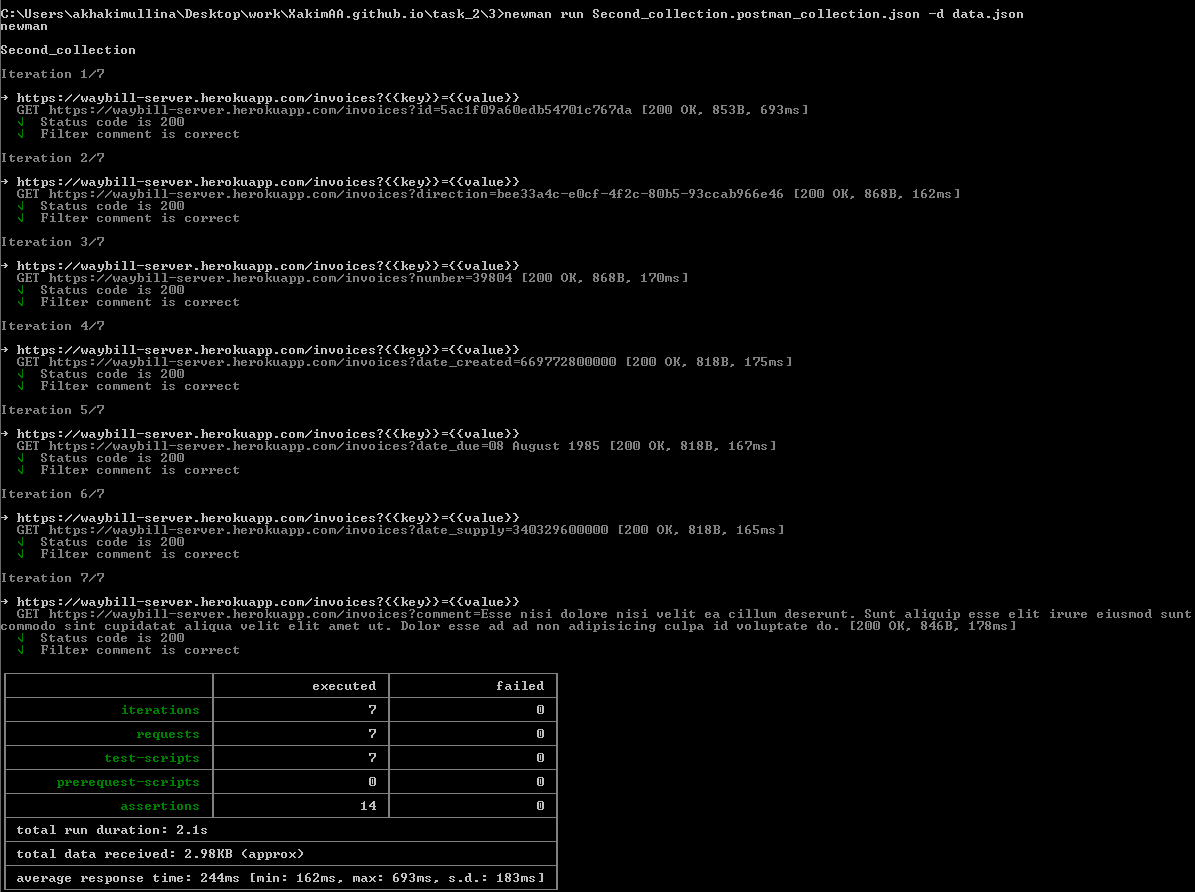 C:\Users\akhakimullina\Desktop\work\XakimAA.github.io\task_2\3>newman run Second_collection.postman_collection.json -d data.json
newman
Second_collection
Iteration 1/7
→ https://waybill-server.herokuapp.com/invoices?{{key}}={{value}}
GET https://waybill-server.herokuapp.com/invoices?id=5ac1f09a60edb54701c767da [200 OK, 853B, 693ms]
√ Status code is 200
√ Filter comment is correct
Iteration 2/7
→ https://waybill-server.herokuapp.com/invoices?{{key}}={{value}}
GET https://waybill-server.herokuapp.com/invoices?direction=bee33a4c-e0cf-4f2c-80b5-93ccab966e46 [200 OK, 868B, 162ms]
√ Status code is 200
√ Filter comment is correct
Iteration 3/7
→ https://waybill-server.herokuapp.com/invoices?{{key}}={{value}}
GET https://waybill-server.herokuapp.com/invoices?number=39804 [200 OK, 868B, 170ms]
√ Status code is 200
√ Filter comment is correct
Iteration 4/7
→ https://waybill-server.herokuapp.com/invoices?{{key}}={{value}}
GET https://waybill-server.herokuapp.com/invoices?date_created=669772800000 [200 OK, 818B, 175ms]
√ Status code is 200
√ Filter comment is correct
Iteration 5/7
→ https://waybill-server.herokuapp.com/invoices?{{key}}={{value}}
GET https://waybill-server.herokuapp.com/invoices?date_due=08 August 1985 [200 OK, 818B, 167ms]
√ Status code is 200
√ Filter comment is correct
Iteration 6/7
→ https://waybill-server.herokuapp.com/invoices?{{key}}={{value}}
GET https://waybill-server.herokuapp.com/invoices?date_supply=340329600000 [200 OK, 818B, 165ms]
√ Status code is 200
√ Filter comment is correct
Iteration 7/7
→ https://waybill-server.herokuapp.com/invoices?{{key}}={{value}}
GET https://waybill-server.herokuapp.com/invoices?comment=Esse nisi dolore nisi velit ea cillum deserunt. Sunt aliquip esse elit irure eiusmod sunt
commodo sint cupidatat aliqua velit elit amet ut. Dolor esse ad ad non adipisicing culpa id voluptate do. [200 OK, 846B, 178ms]
√ Status code is 200
√ Filter comment is correct
executed failed
iterations 7 0
requests 7 0
test-scripts 7 0
prerequest-scripts 0 0
assertions 14 0
total run duration: 2.1s
total data received: 2.98KB (approx)
average response time: 244ms [min: 162ms, max: 693ms, s.d.: 183ms]